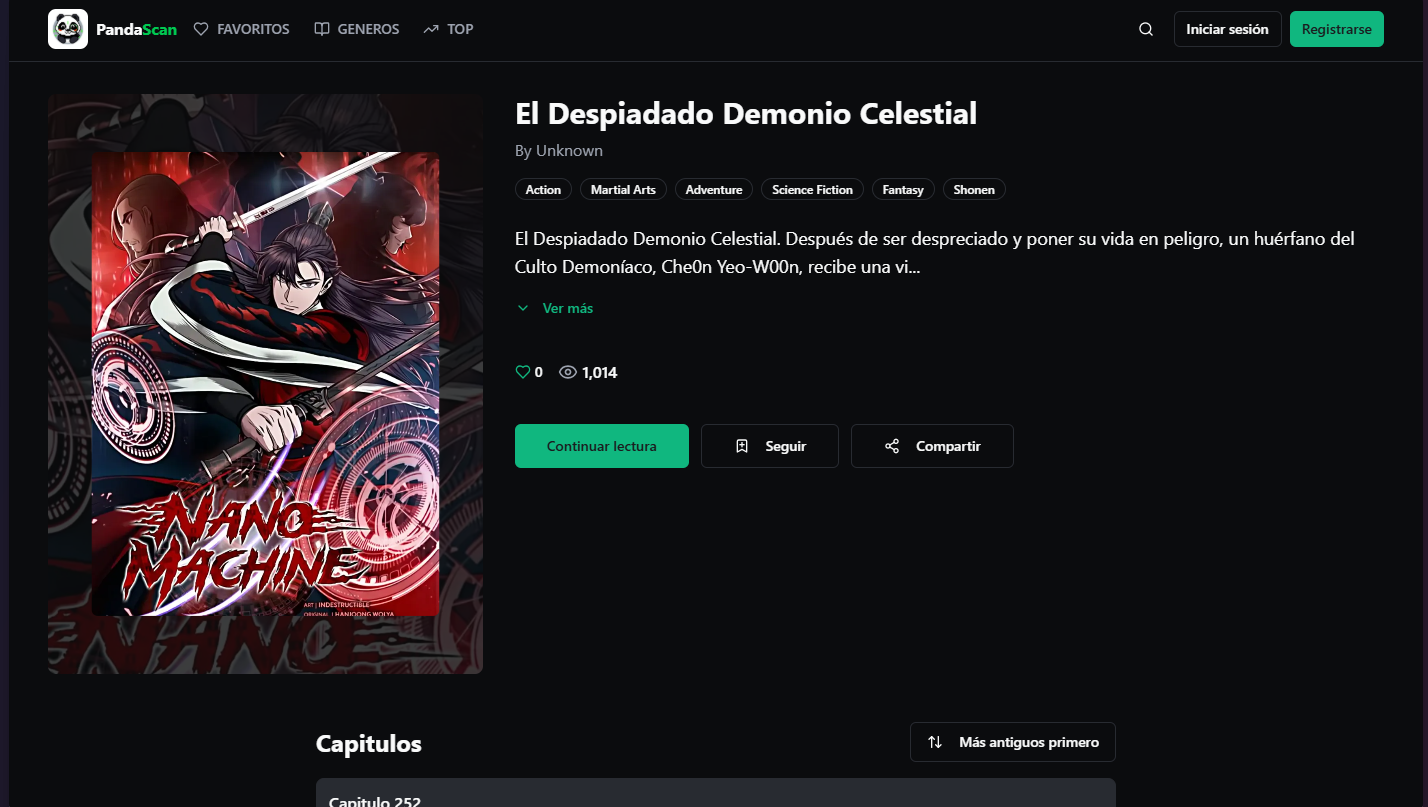 PandaScan
FAVORITOS
GENEROS
TOP
Iniciar sesión
Registrarse
El Despiadado Demonio Celestial
By Unknown
Action
Martial Arts
Adventure
Science Fiction
Fantasy
Shonen
El Despiadado Demonio Celestial. Después de ser despreciado y poner su vida en peligro, un huérfano del
Culto Demoníaco, Che0n Yeo-W00n, recibe una vi...
Ver más
0
1,014
Continuar lectura
Seguir
Compartir
NANO
MACHINE
ART | INDESTRUCTIBLE
ORIGINAL | HANJOONG WOLYA
NANO
Capitulos
Más antiguos primero
Capitulo 252